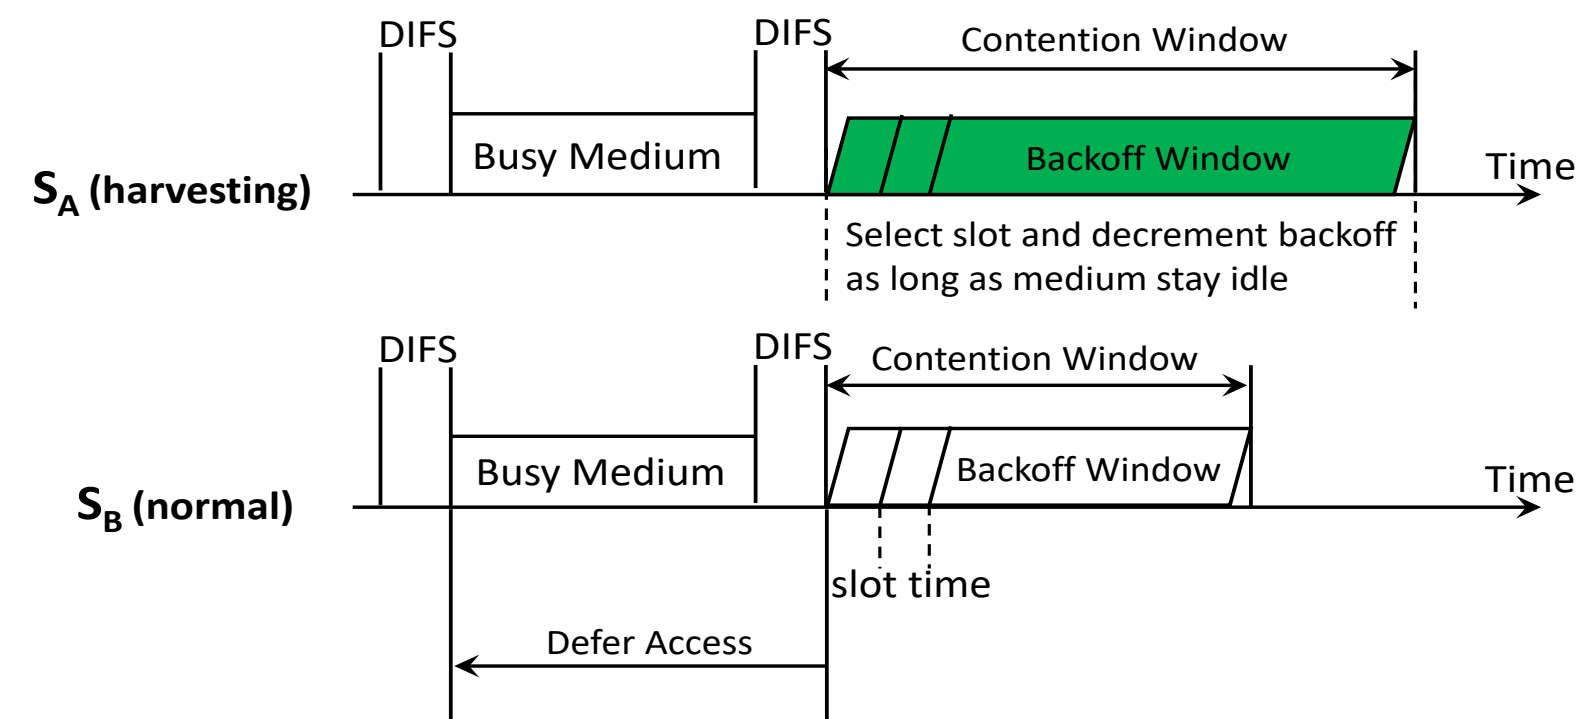 DIFS
DIFS
Contention Window
Busy Medium
Backoff Window
Time
SA (harvesting)
Select slot and decrement backoff
as long as medium stay idle
DIFS
DIFS
Contention Window
Busy Medium
Backoff Window
Time
SB (normal)
slot time
Defer Access